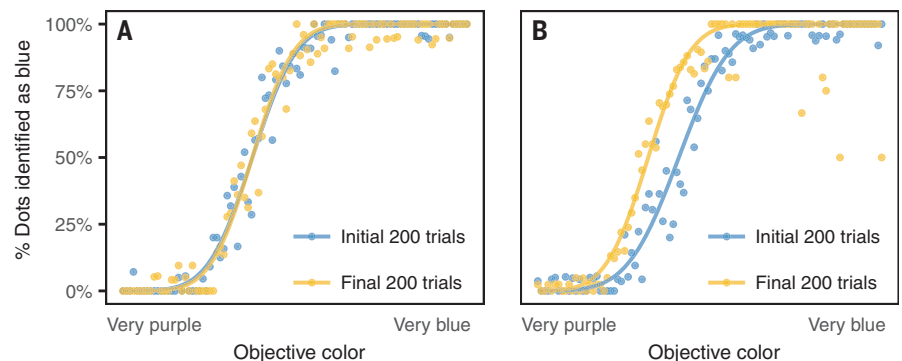 % Dots identified as blue
100%
75%
50%
25%
0%
A
Initial 200 trials
Final 200 trials
Very purple
Very blue
Objective color
B
Initial 200 trials
Final 200 trials
Very purple
Very blue
Objective color